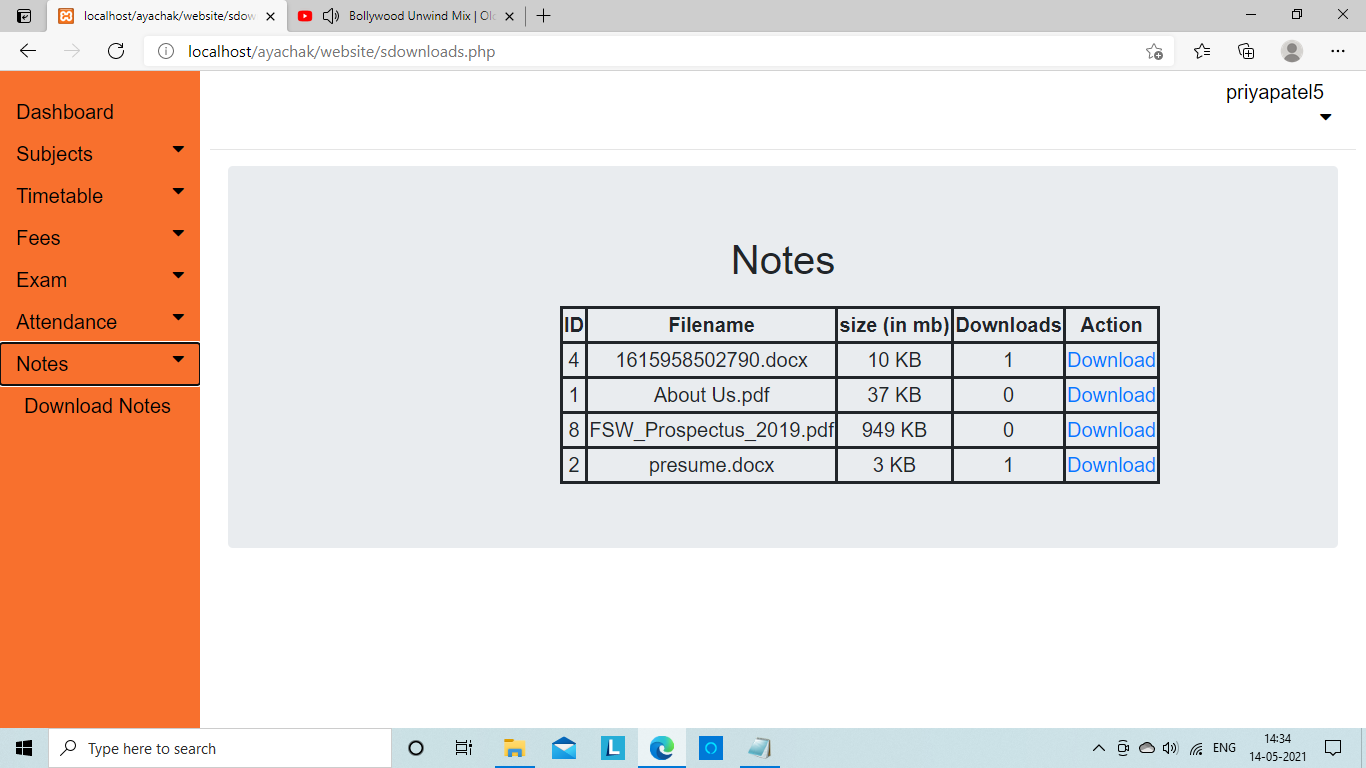 localhost/ayachak/website/sdow
Bollywood Unwind Mix | Old
localhost/ayachak/website/sdownloads.php
priyapatel5
Dashboard
Subjects
Timetable
Fees
Exam
Attendance
Notes
Download Notes
Notes
ID Filename size (in mb) Downloads Action
4 1615958502790.docx 10 KB 1 Download
1 About Us.pdf 37 KB 0 Download
8 FSW_Prospectus_2019.pdf 949 KB 0 Download
2 presume.docx 3 KB 1 Download
Type here to search
L
ENG
14:34
14-05-2021